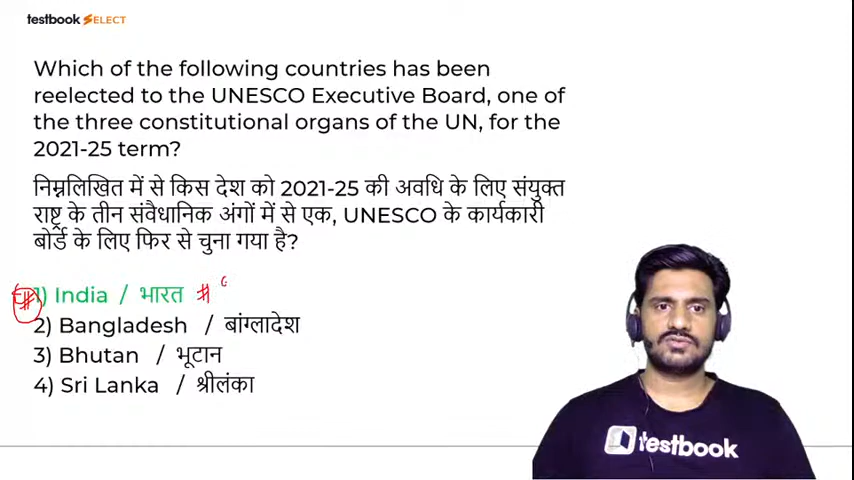 testbook SELECT
Which of the following countries has been
reelected to the UNESCO Executive Board, one of
the three constitutional organs of the UN, for the
2021-25 term?
निम्नलिखित में से किस देश को 2021-25 की अवधि के लिए संयुक्त
राष्ट्र के तीन संवैधानिक अंगों में से एक, UNESCO के कार्यकारी
बोर्ड के लिए फिर से चुना गया है?
1) India / भारत
2) Bangladesh / बांग्लादेश
3) Bhutan / भूटान
4) Sri Lanka / श्रीलंका
testbook